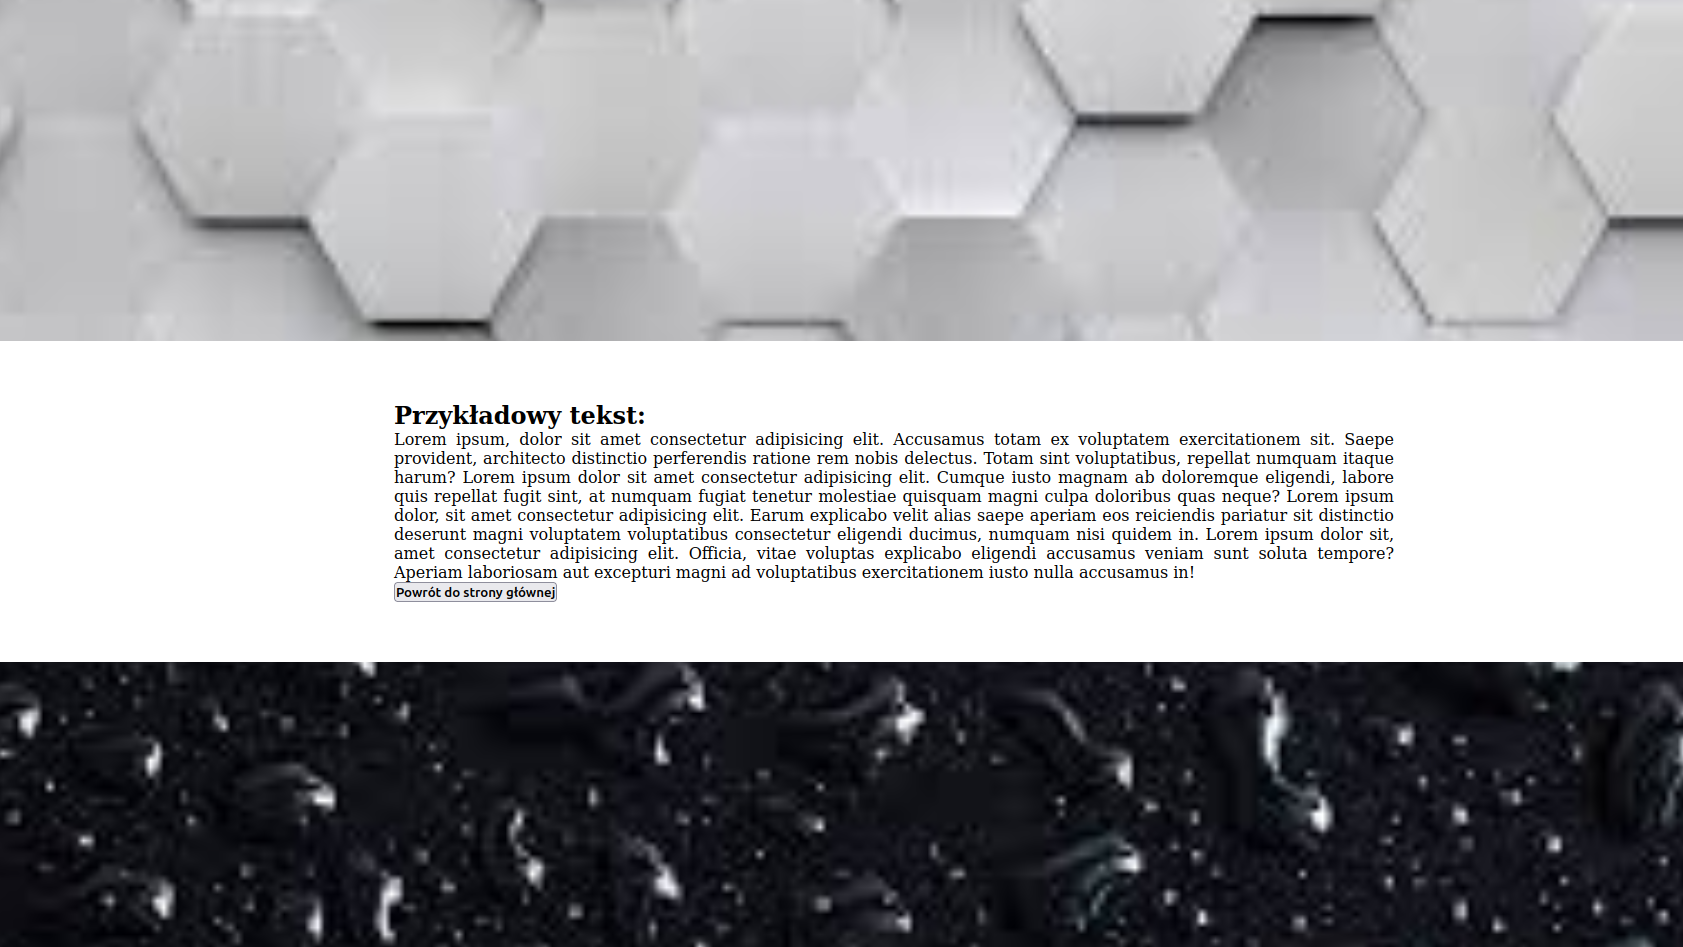 Przykładowy tekst:
Lorem ipsum, dolor sit amet consectetur adipisicing elit. Accusamus totam ex voluptatem exercitationem sit. Saepe
provident, architecto distinctio perferendis ratione rem nobis delectus. Totam sint voluptatibus, repellat numquam itaque
harum? Lorem ipsum dolor sit amet consectetur adipisicing elit. Cumque iusto magnam ab doloremque eligendi, labore
quis repellat fugit sint, at numquam fugiat tenetur molestiae quisquam magni culpa doloribus quas neque? Lorem ipsum
dolor, sit amet consectetur adipisicing elit. Earum explicabo velit alias saepe aperiam eos reiciendis pariatur sit distinctio
deserunt magni voluptatem voluptatibus consectetur eligendi ducimus, numquam nisi quidem in. Lorem ipsum dolor sit,
amet consectetur adipisicing elit. Officia, vitae voluptas explicabo eligendi accusamus veniam sunt soluta tempore?
Aperiam laboriosam aut excepturi magni ad voluptatibus exercitationem iusto nulla accusamus in!
Powrót do strony głównej